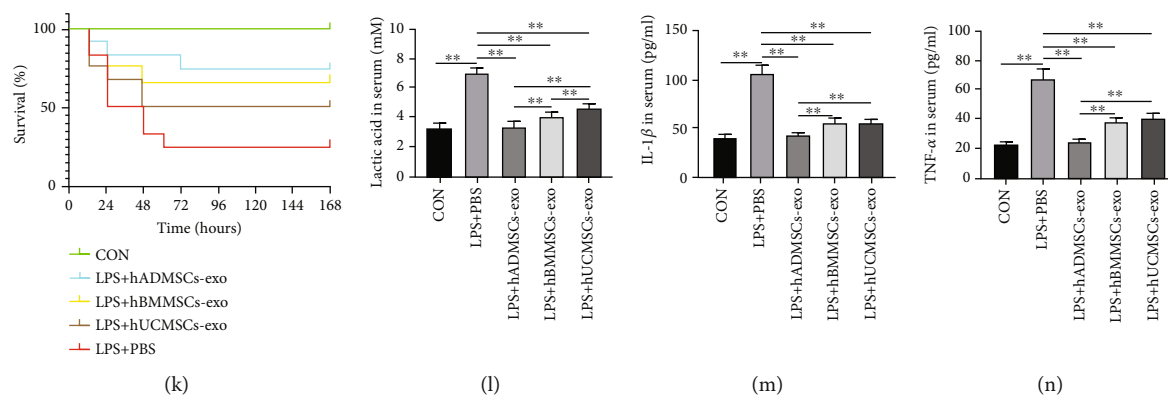 100
50
0
Survival (%)
0 24 48 72 96 120 144 168
Time (hours)
CON
LPS+hADMSCs-exo
LPS+hBMMSCs-exo
LPS+hUCMSCs-exo
LPS+PBS
(k)
10
8
6
4
2
0
Lactic acid in serum (mM)
**
**
** **
** **
**
CON
LPS+PBS
LPS+hADMSCs-exo
LPS+hBMMSCs-exo
LPS+hUCMSCs-exo
(l)
150
100
50
0
IL-1β in serum (pg/ml)
**
**
** **
**
**
CON
LPS+PBS
LPS+hADMSCs-exo
LPS+hBMMSCs-exo
LPS+hUCMSCs-exo
(m)
100
80
60
40
20
0
TNF-α in serum (pg/ml)
**
**
** **
**
**
CON
LPS+PBS
LPS+hADMSCs-exo
LPS+hBMMSCs-exo
LPS+hUCMSCs-exo
(n)